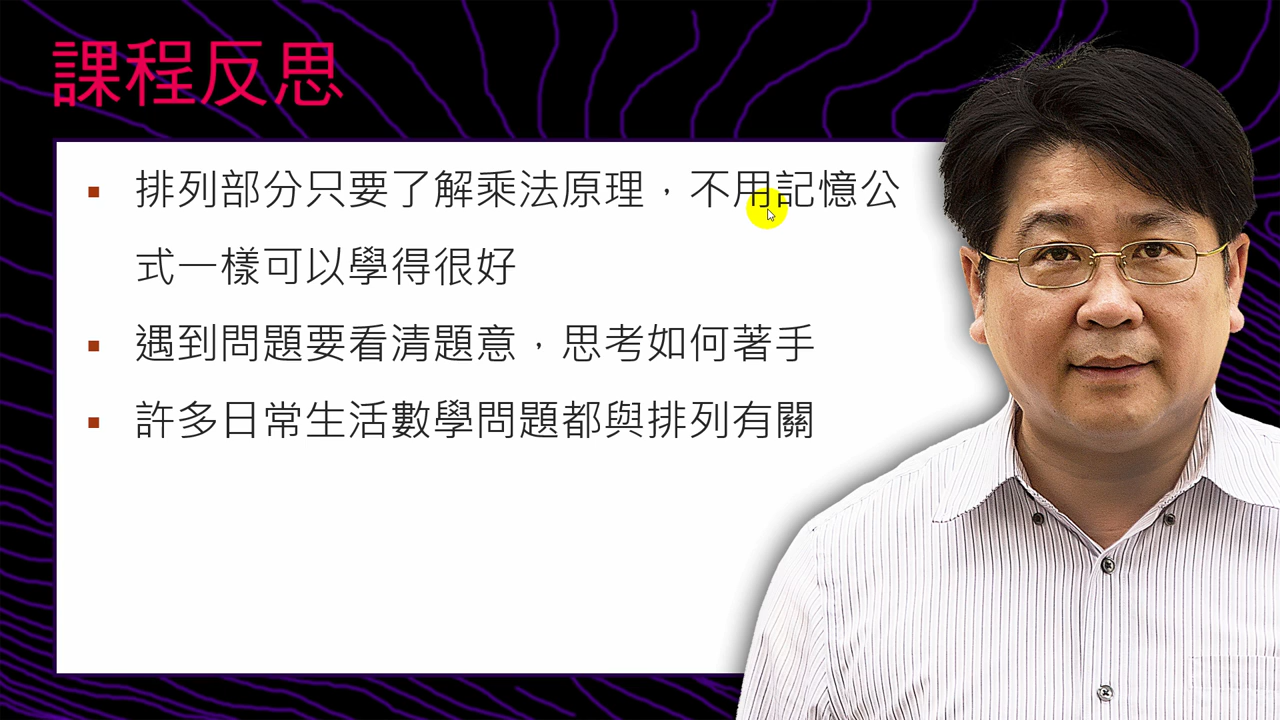 課程反思
▪ 排列部分只要了解乘法原理，不用記憶公
式一樣可以學得很好
▪ 遇到問題要看清題意，思考如何著手
▪ 許多日常生活數學問題都與排列有關